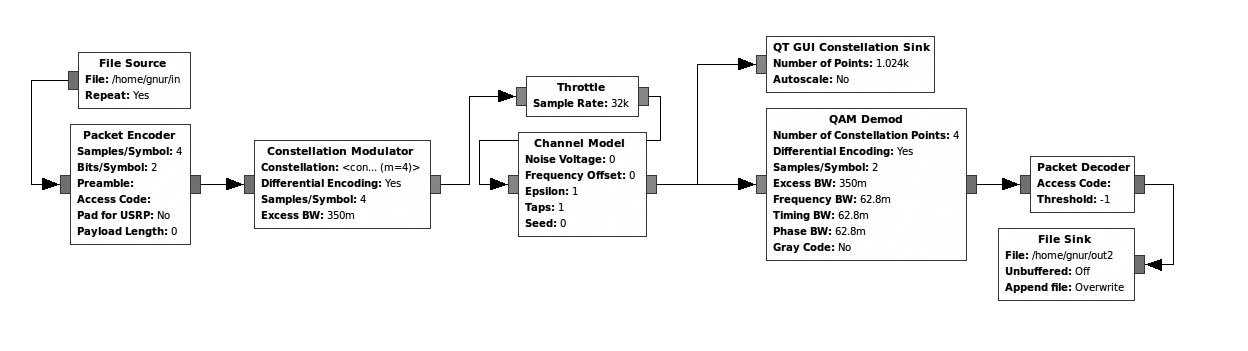 File Source
File: /home/gnur/in
Repeat: Yes
Packet Encoder
Samples/Symbol: 4
Bits/Symbol: 2
Preamble:
Access Code:
Pad for USRP: No
Payload Length: 0
Constellation Modulator
Constellation: <con... (m=4)>
Differential Encoding: Yes
Samples/Symbol: 4
Excess BW: 350m
Throttle
Sample Rate: 32k
Channel Model
Noise Voltage: 0
Frequency Offset: 0
Epsilon: 1
Taps: 1
Seed: 0
QT GUI Constellation Sink
Number of Points: 1.024k
Autoscale: No
QAM Demod
Number of Constellation Points: 4
Differential Encoding: Yes
Samples/Symbol: 2
Excess BW: 350m
Frequency BW: 62.8m
Timing BW: 62.8m
Phase BW: 62.8m
Gray Code: No
Packet Decoder
Access Code:
Threshold: -1
File Sink
File: /home/gnur/out2
Unbuffered: Off
Append file: Overwrite